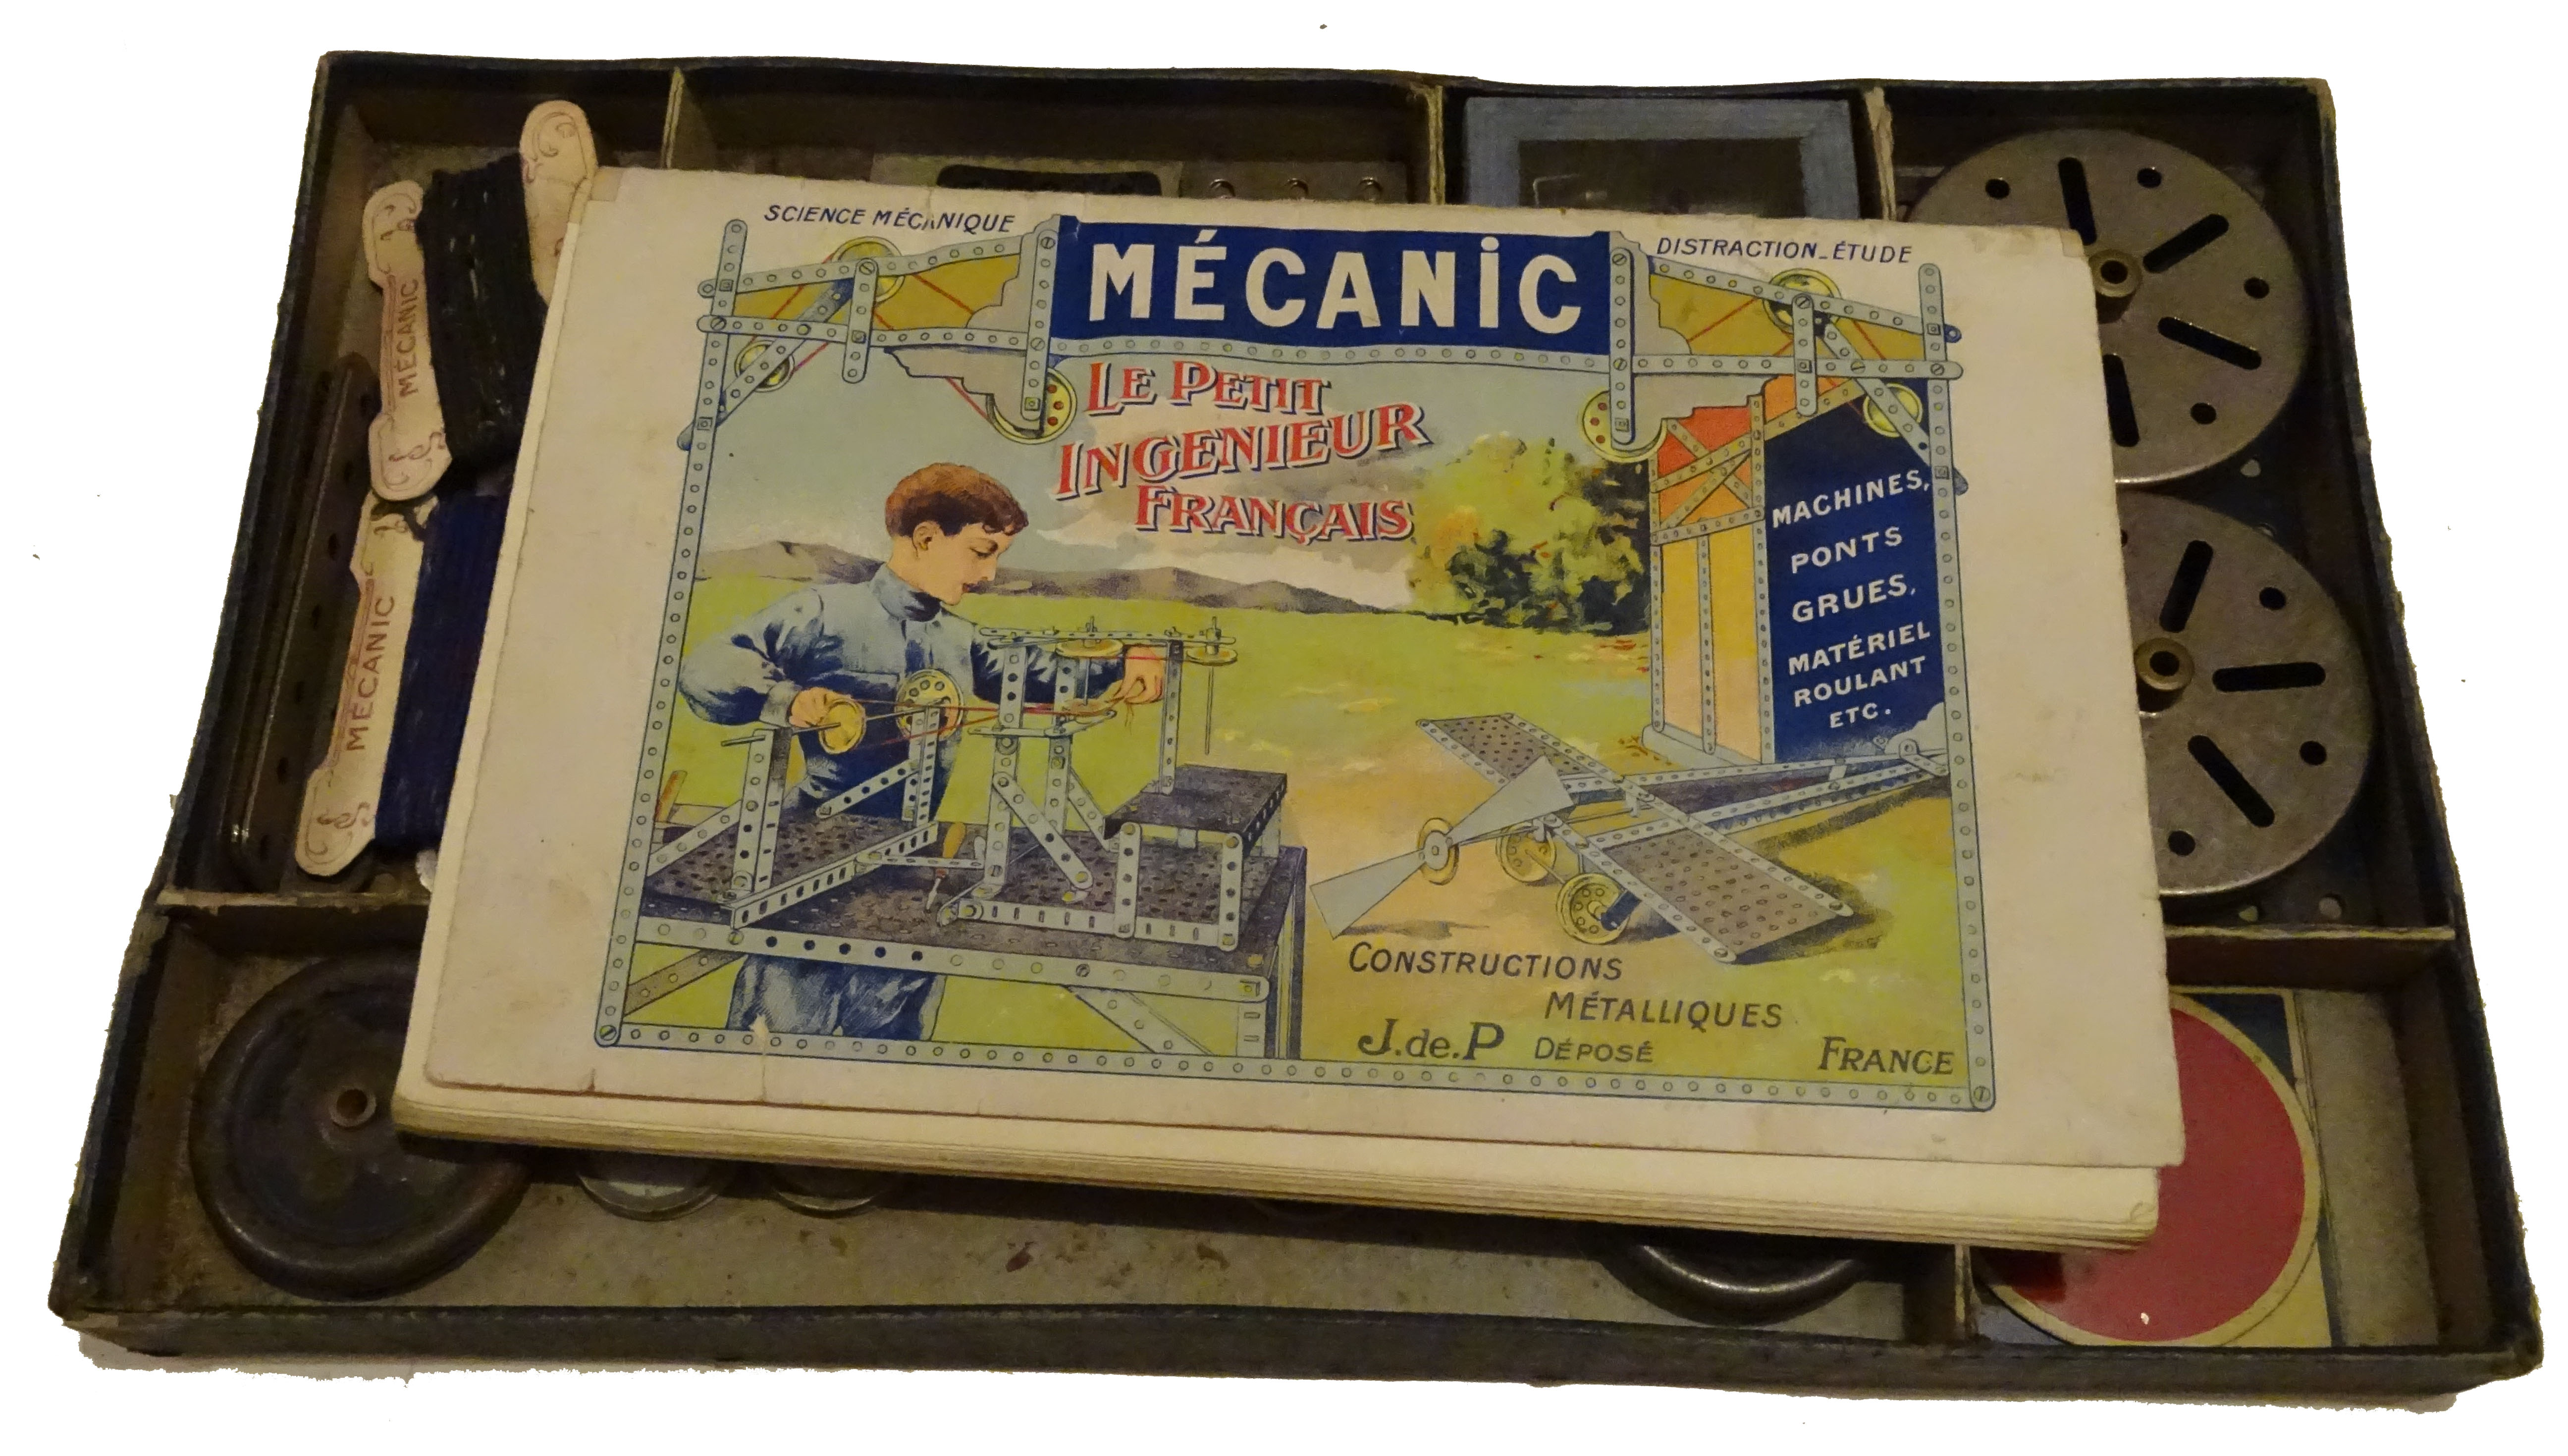 SCIENCE MÉCANIQUE
DISTRACTION_ÉTUDE
MÉCANIC
LE PETIT
INGENIEUR
FRANÇAIS
MACHINES,
PONTS
GRUES,
MATÉRIEL
ROULANT
ETC.
CONSTRUCTIONS
MÉTALLIQUES
J.de.P DÉPOSÉ FRANCE
MÉCANIC
MÉCANIC